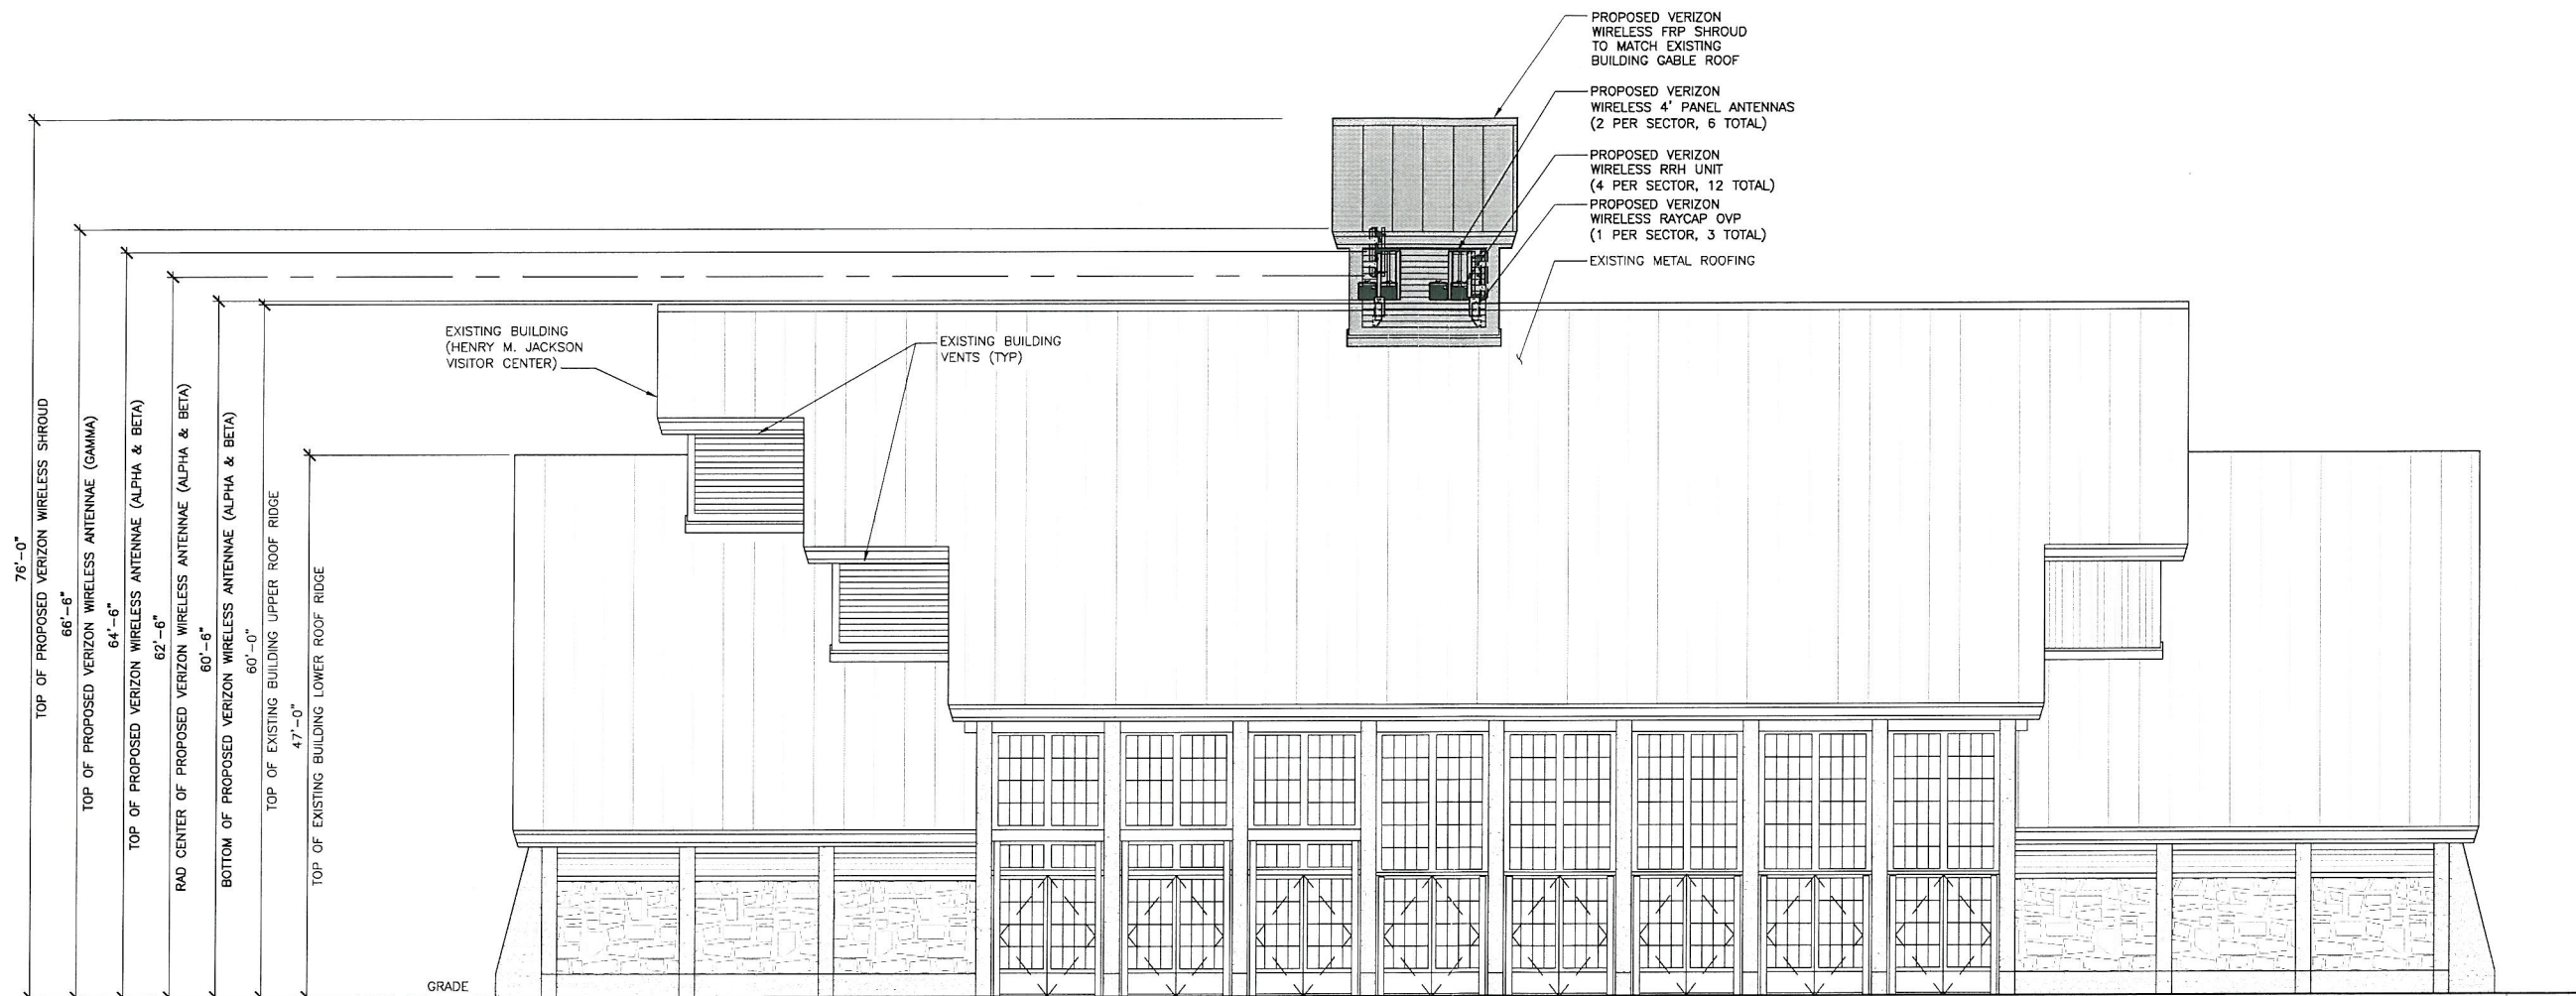 PROPOSED VERIZON
WIRELESS FRP SHROUD
TO MATCH EXISTING
BUILDING GABLE ROOF
PROPOSED VERIZON
WIRELESS 4' PANEL ANTENNAS
(2 PER SECTOR, 6 TOTAL)
PROPOSED VERIZON
WIRELESS RRH UNIT
(4 PER SECTOR, 12 TOTAL)
PROPOSED VERIZON
WIRELESS RAYCAP OVP
(1 PER SECTOR, 3 TOTAL)
EXISTING METAL ROOFING
EXISTING BUILDING
(HENRY M. JACKSON
VISITOR CENTER)
EXISTING BUILDING
VENTS (TYP)
76'-0"
TOP OF PROPOSED VERIZON WIRELESS SHROUD
66'-6"
TOP OF PROPOSED VERIZON WIRELESS ANTENNAE (GAMMA)
64'-6"
TOP OF PROPOSED VERIZON WIRELESS ANTENNAE (ALPHA & BETA)
62'-6"
RAD CENTER OF PROPOSED VERIZON WIRELESS ANTENNAE (ALPHA & BETA)
60'-6"
BOTTOM OF PROPOSED VERIZON WIRELESS ANTENNAE (ALPHA & BETA)
60'-0"
TOP OF EXISTING BUILDING UPPER ROOF RIDGE
47'-0"
TOP OF EXISTING BUILDING LOWER ROOF RIDGE
GRADE